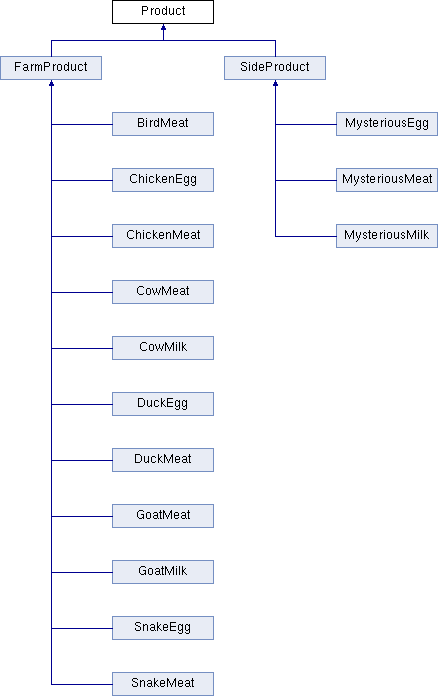 Product
FarmProduct
SideProduct
BirdMeat
MysteriousEgg
ChickenEgg
MysteriousMeat
ChickenMeat
MysteriousMilk
CowMeat
CowMilk
DuckEgg
DuckMeat
GoatMeat
GoatMilk
SnakeEgg
SnakeMeat